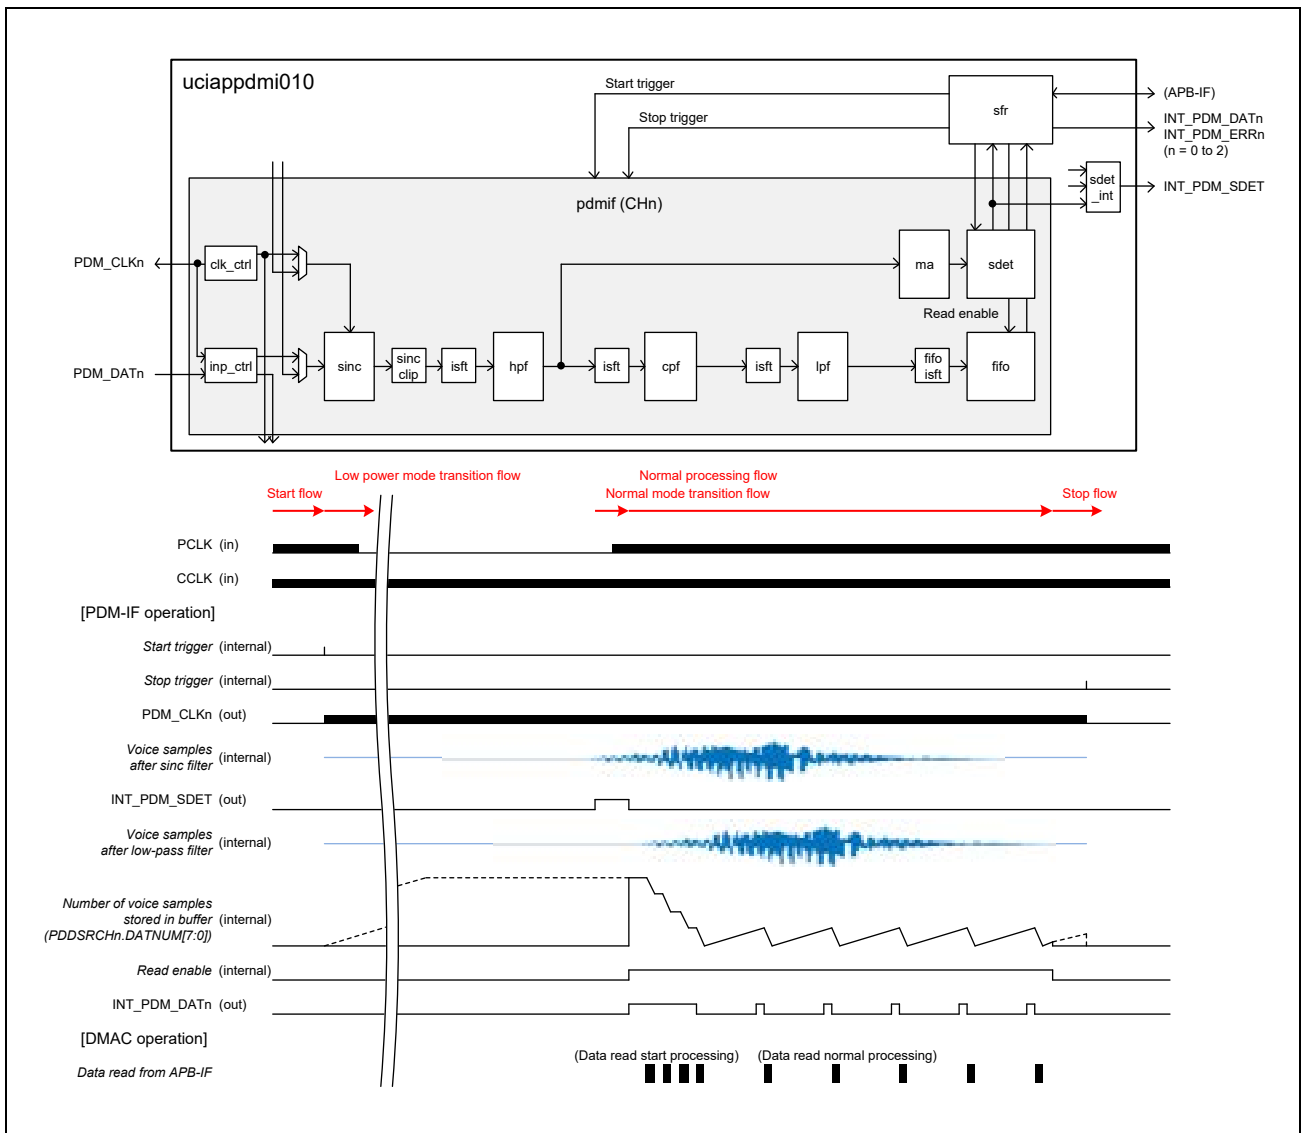 uciappdmi010
Start trigger
Stop trigger
sfr
(APB-IF)
INT_PDM_DATn
INT_PDM_ERRn
(n = 0 to 2)
sdet
_int
INT_PDM_SDET
pdmif (CHn)
PDM_CLKn
clk_ctrl
ma
sdet
Read enable
PDM_DATn
inp_ctrl
sinc
sinc
clip
isft
hpf
isft
cpf
isft
lpf
fifo
isft
fifo
Low power mode transition flow
Normal processing flow
Start flow
Normal mode transition flow
Stop flow
PCLK (in)
CCLK (in)
[PDM-IF operation]
Start trigger (internal)
Stop trigger (internal)
PDM_CLKn (out)
Voice samples
after sinc filter (internal)
INT_PDM_SDET (out)
Voice samples
after low-pass filter (internal)
Number of voice samples
stored in buffer (internal)
(PDDSRCHn.DATNUM[7:0])
Read enable (internal)
INT_PDM_DATn (out)
[DMAC operation]
(Data read start processing) (Data read normal processing)
Data read from APB-IF